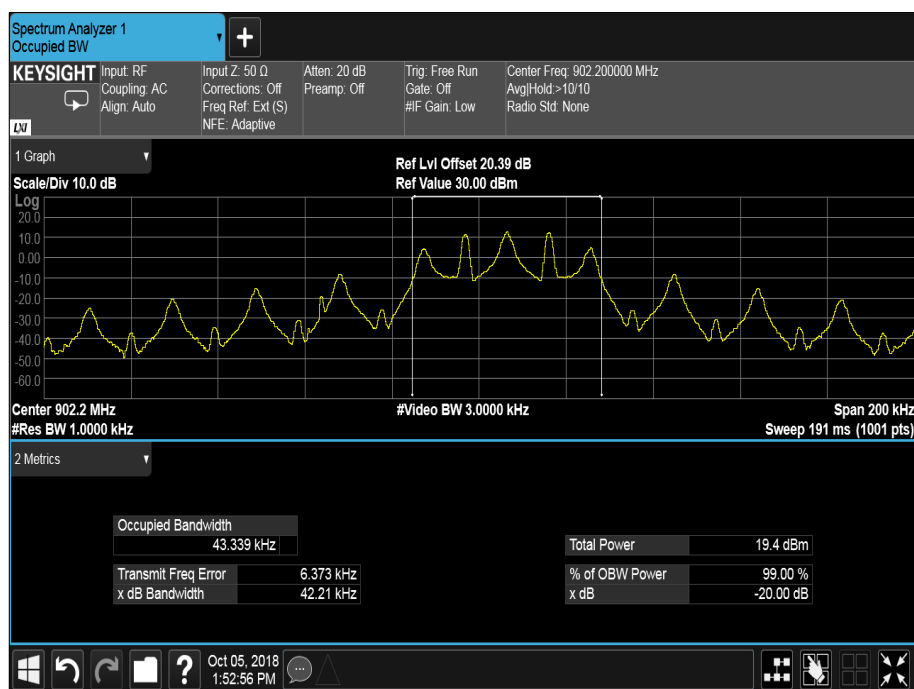 Spectrum Analyzer 1
Occupied BW
KEYSIGHT
LXI
Input: RF
Coupling: AC
Align: Auto
Input Z: 50 Ω
Corrections: Off
Freq Ref: Ext (S)
NFE: Adaptive
Atten: 20 dB
Preamp: Off
Trig: Free Run
Gate: Off
#IF Gain: Low
Center Freq: 902.200000 MHz
Avg|Hold:>10/10
Radio Std: None
1 Graph
Scale/Div 10.0 dB
Ref Lvl Offset 20.39 dB
Ref Value 30.00 dBm
Log
20.0
10.0
0.00
-10.0
-20.0
-30.0
-40.0
-50.0
-60.0
Center 902.2 MHz
#Video BW 3.0000 kHz
Span 200 kHz
#Res BW 1.0000 kHz
Sweep 191 ms (1001 pts)
2 Metrics
Occupied Bandwidth
43.339 kHz
Total Power 19.4 dBm
Transmit Freq Error 6.373 kHz
% of OBW Power 99.00 %
x dB Bandwidth 42.21 kHz
x dB -20.00 dB
?
Oct 05, 2018
1:52:56 PM